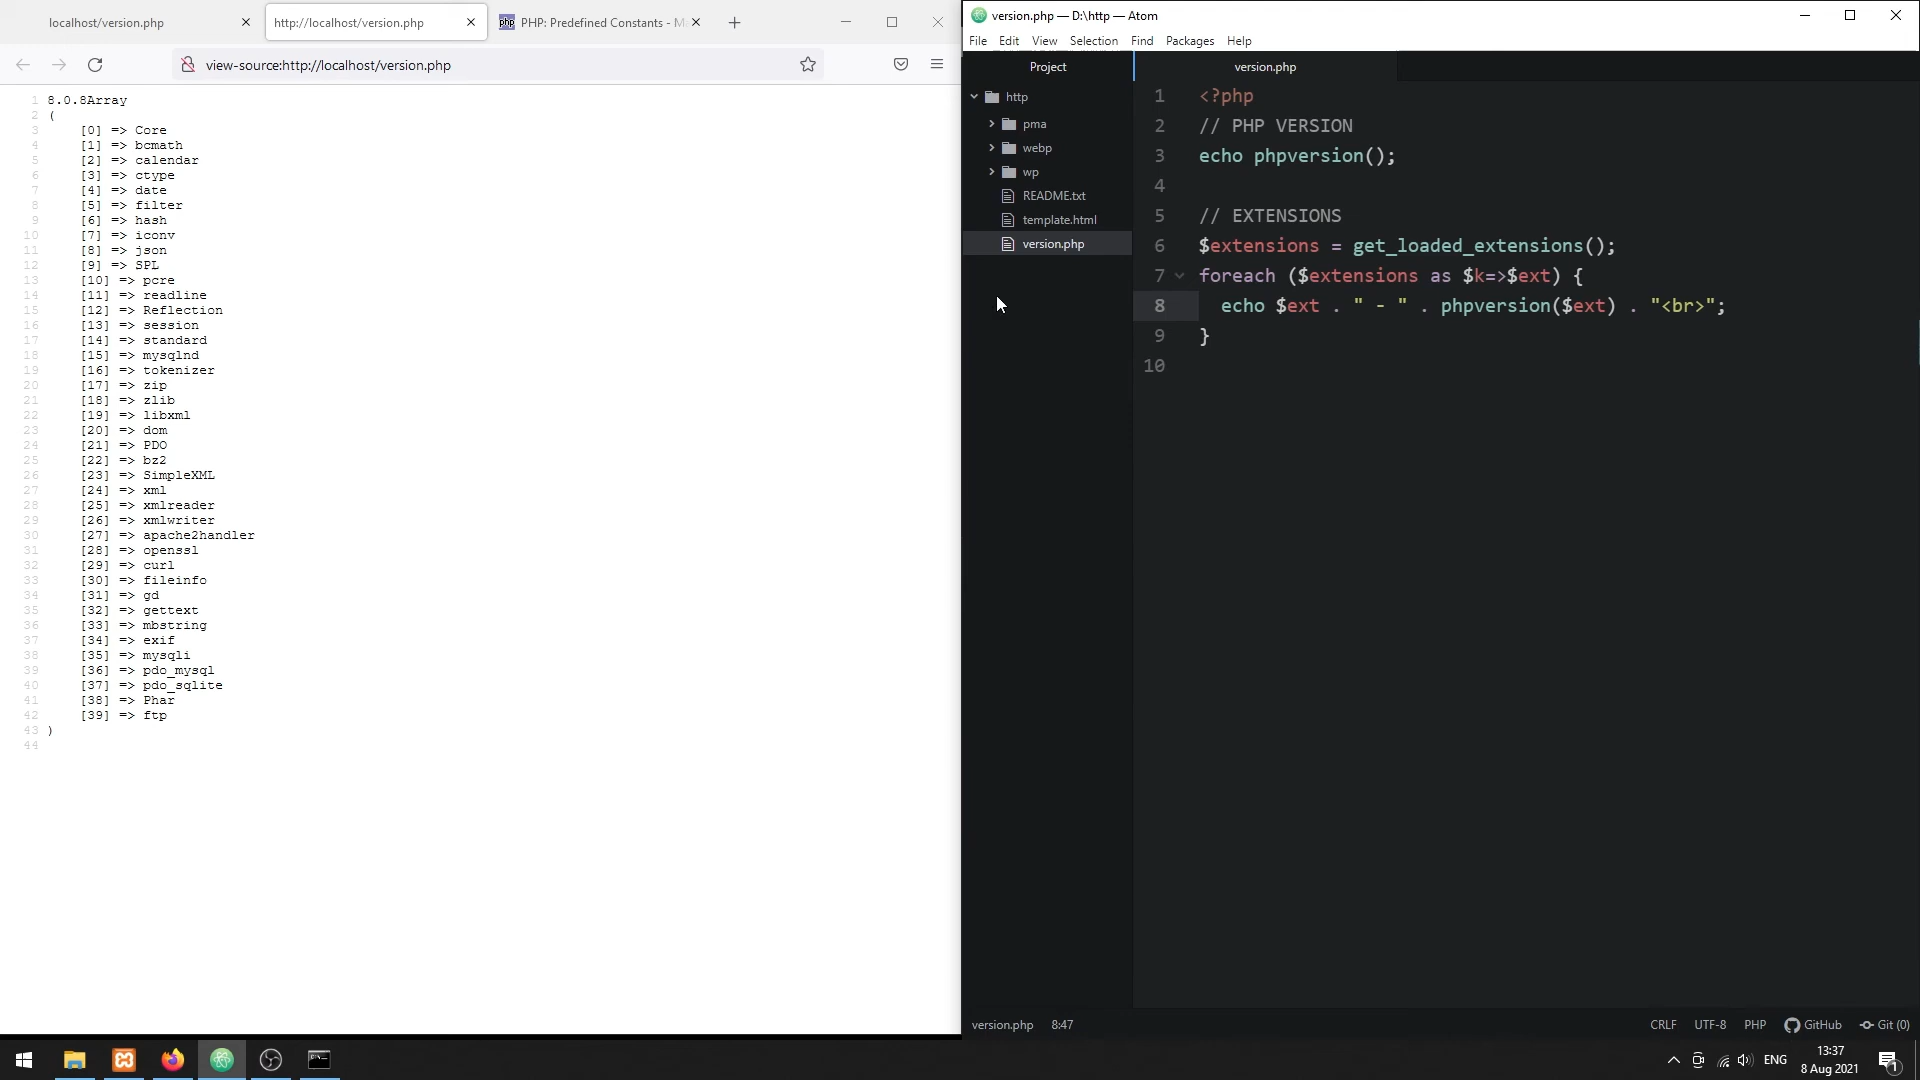 localhost/version.php
http://localhost/version.php
php PHP: Predefined Constants - M
view-source:http://localhost/version.php
1 8.0.8Array
2 (
3 [0] => Core
4 [1] => bcmath
5 [2] => calendar
6 [3] => ctype
7 [4] => date
8 [5] => filter
9 [6] => hash
10 [7] => iconv
11 [8] => json
12 [9] => SPL
13 [10] => pcre
14 [11] => readline
15 [12] => Reflection
16 [13] => session
17 [14] => standard
18 [15] => mysqlnd
19 [16] => tokenizer
20 [17] => zip
21 [18] => zlib
22 [19] => libxml
23 [20] => dom
24 [21] => PDO
25 [22] => bz2
26 [23] => SimpleXML
27 [24] => xml
28 [25] => xmlreader
29 [26] => xmlwriter
30 [27] => apache2handler
31 [28] => openssl
32 [29] => curl
33 [30] => fileinfo
34 [31] => gd
35 [32] => gettext
36 [33] => mbstring
37 [34] => exif
38 [35] => mysqli
39 [36] => pdo_mysql
40 [37] => pdo_sqlite
41 [38] => Phar
42 [39] => ftp
43 )
44
version.php — D:\http — Atom
File Edit View Selection Find Packages Help
Project
http
pma
webp
wp
README.txt
template.html
version.php
version.php
1 <?php
2 // PHP VERSION
3 echo phpversion();
4
5 // EXTENSIONS
6 $extensions = get_loaded_extensions();
7 foreach ($extensions as $k=>$ext) {
8 echo $ext . " - " . phpversion($ext) . "<br>";
9 }
10
version.php 8:47
CRLF UTF-8 PHP GitHub Git (0)
ENG
13:37
8 Aug 2021
1